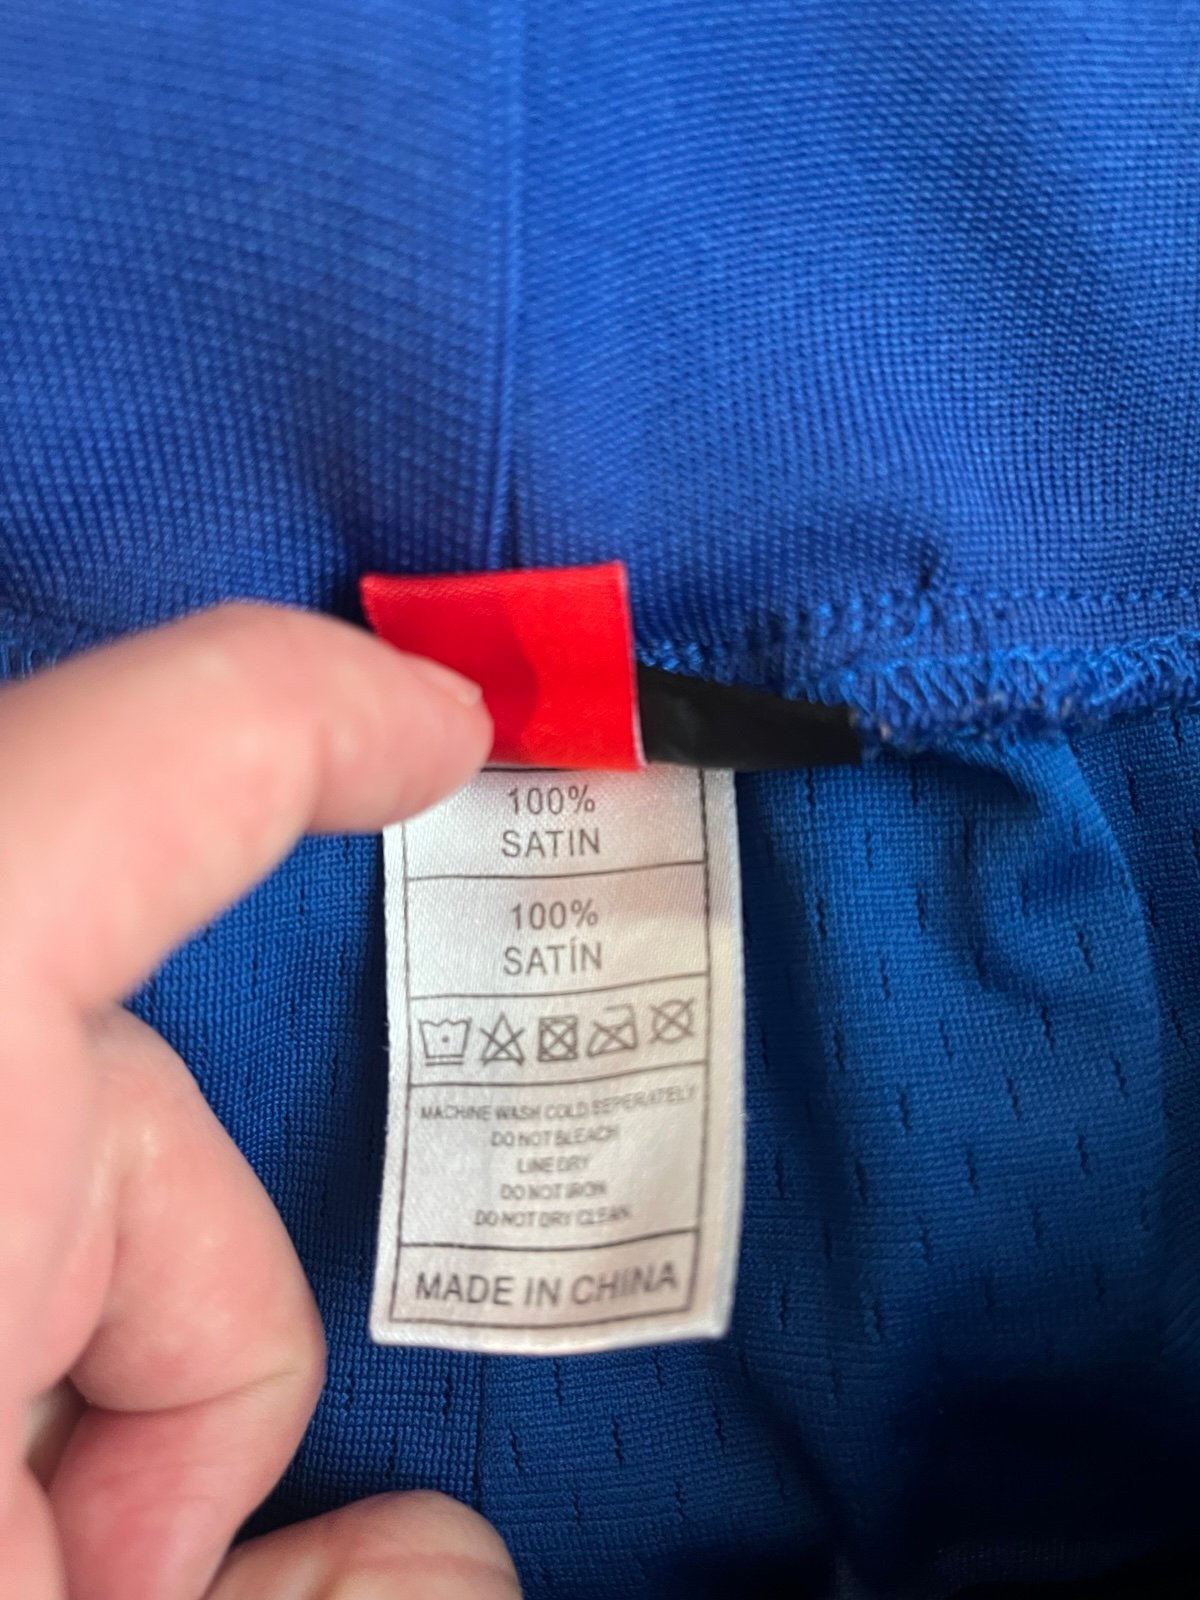 100%
SATIN
100%
SATÍN
MACHINE WASH COLD SEPERATELY
DO NOT BLEACH
LINE DRY
DO NOT IRON
DO NOT DRY CLEAN
MADE IN CHINA